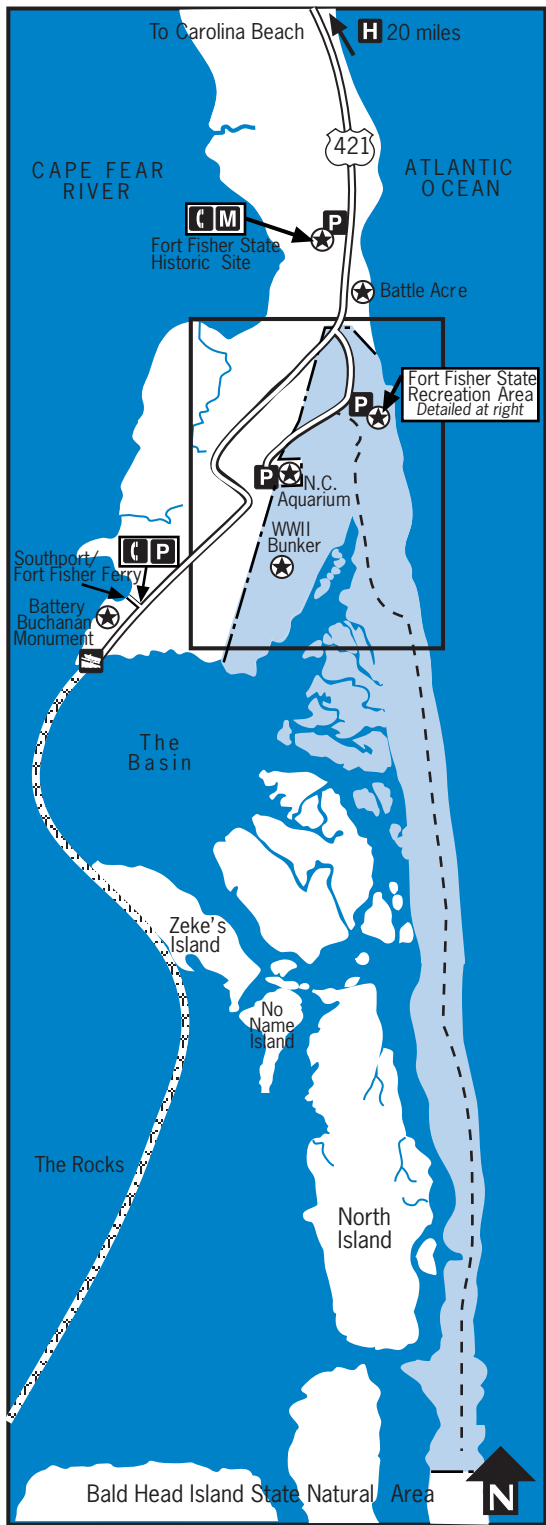 To Carolina Beach
H 20 miles
421
CAPE FEAR
RIVER
ATLANTIC
OCEAN
M
P
Fort Fisher State
Historic Site
Battle Acre
Fort Fisher State
Recreation Area
Detailed at right
P
P
N.C.
Aquarium
WWII
Bunker
P
Southport/
Fort Fisher Ferry
Battery
Buchanan
Monument
The
Basin
Zeke's
Island
No
Name
Island
The Rocks
North
Island
Bald Head Island State Natural Area
N